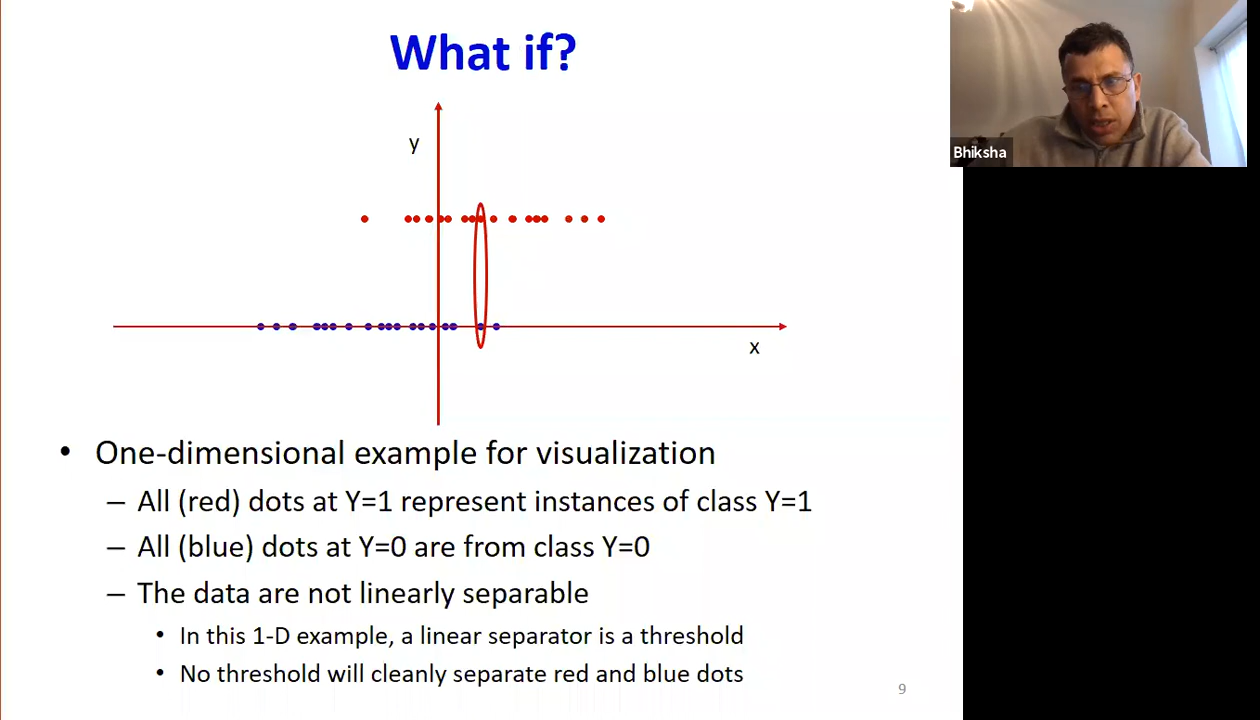 What if?
y
x
• One-dimensional example for visualization
– All (red) dots at Y=1 represent instances of class Y=1
– All (blue) dots at Y=0 are from class Y=0
– The data are not linearly separable
• In this 1-D example, a linear separator is a threshold
• No threshold will cleanly separate red and blue dots
9
Bhiksha